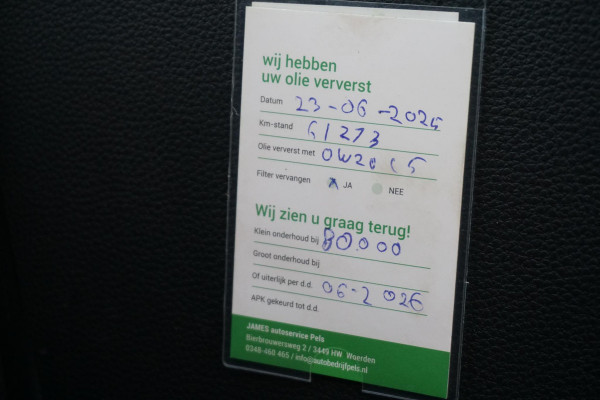 wij hebben
uw olie ververst
Datum 23-06-2025
Km-stand 61273
Olie ververst met 0W20 C5
Filter vervangen X JA NEE
Wij zien u graag terug!
Klein onderhoud bij 80.000
Groot onderhoud bij
Of uiterlijk per d.d. 06-2026
APK gekeurd tot d.d.
JAMES autoservice Pels
Bierbrouwersweg 2 / 3449 HW Woerden
0348-460 465 / info@autobedrijfpels.nl